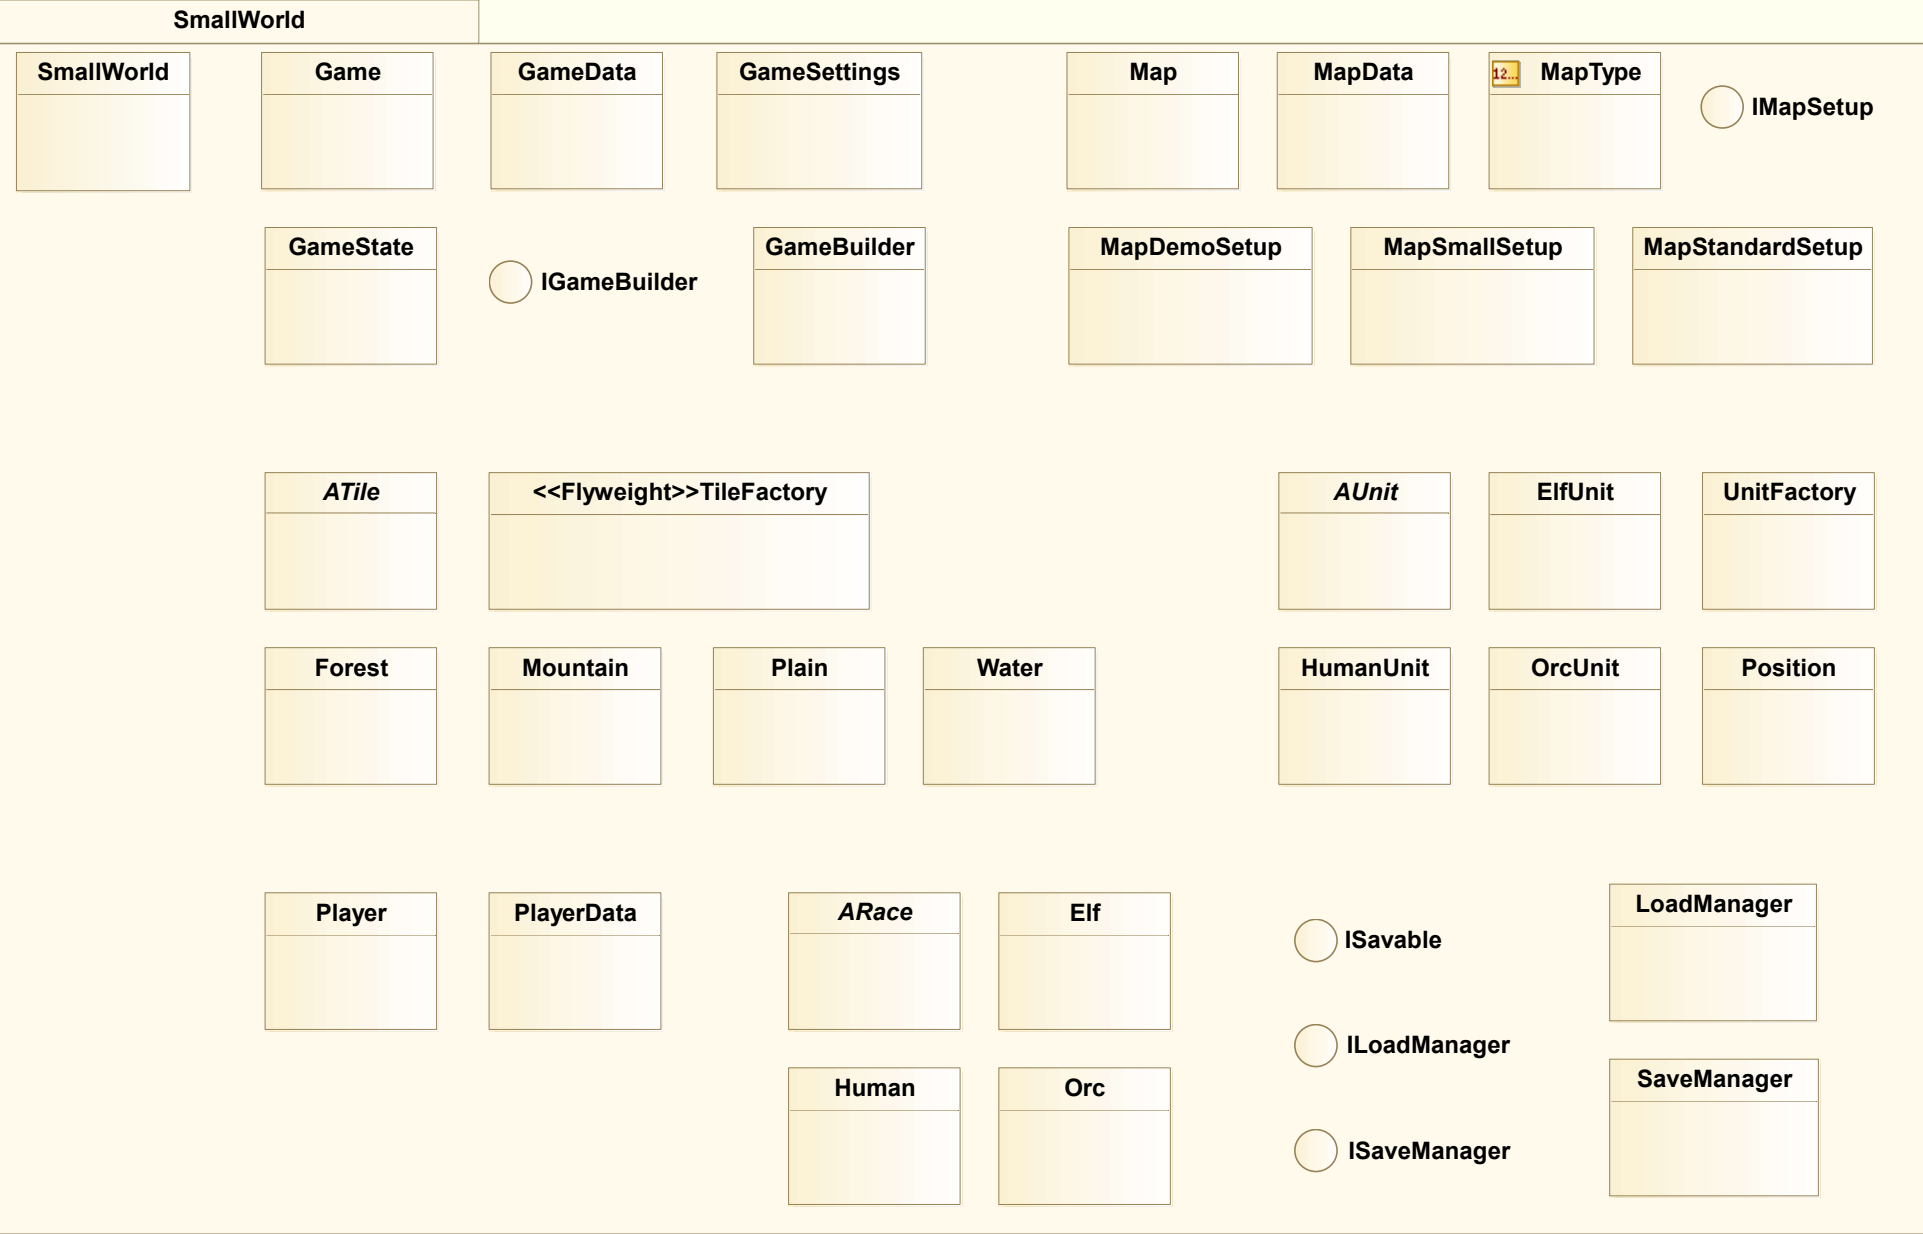 SmallWorld
SmallWorld
Game
GameData
GameSettings
Map
MapData
12... MapType
IMapSetup
GameState
IGameBuilder
GameBuilder
MapDemoSetup
MapSmallSetup
MapStandardSetup
ATile
<<Flyweight>>TileFactory
AUnit
ElfUnit
UnitFactory
Forest
Mountain
Plain
Water
HumanUnit
OrcUnit
Position
Player
PlayerData
ARace
Elf
ISavable
LoadManager
ILoadManager
Human
Orc
SaveManager
ISaveManager